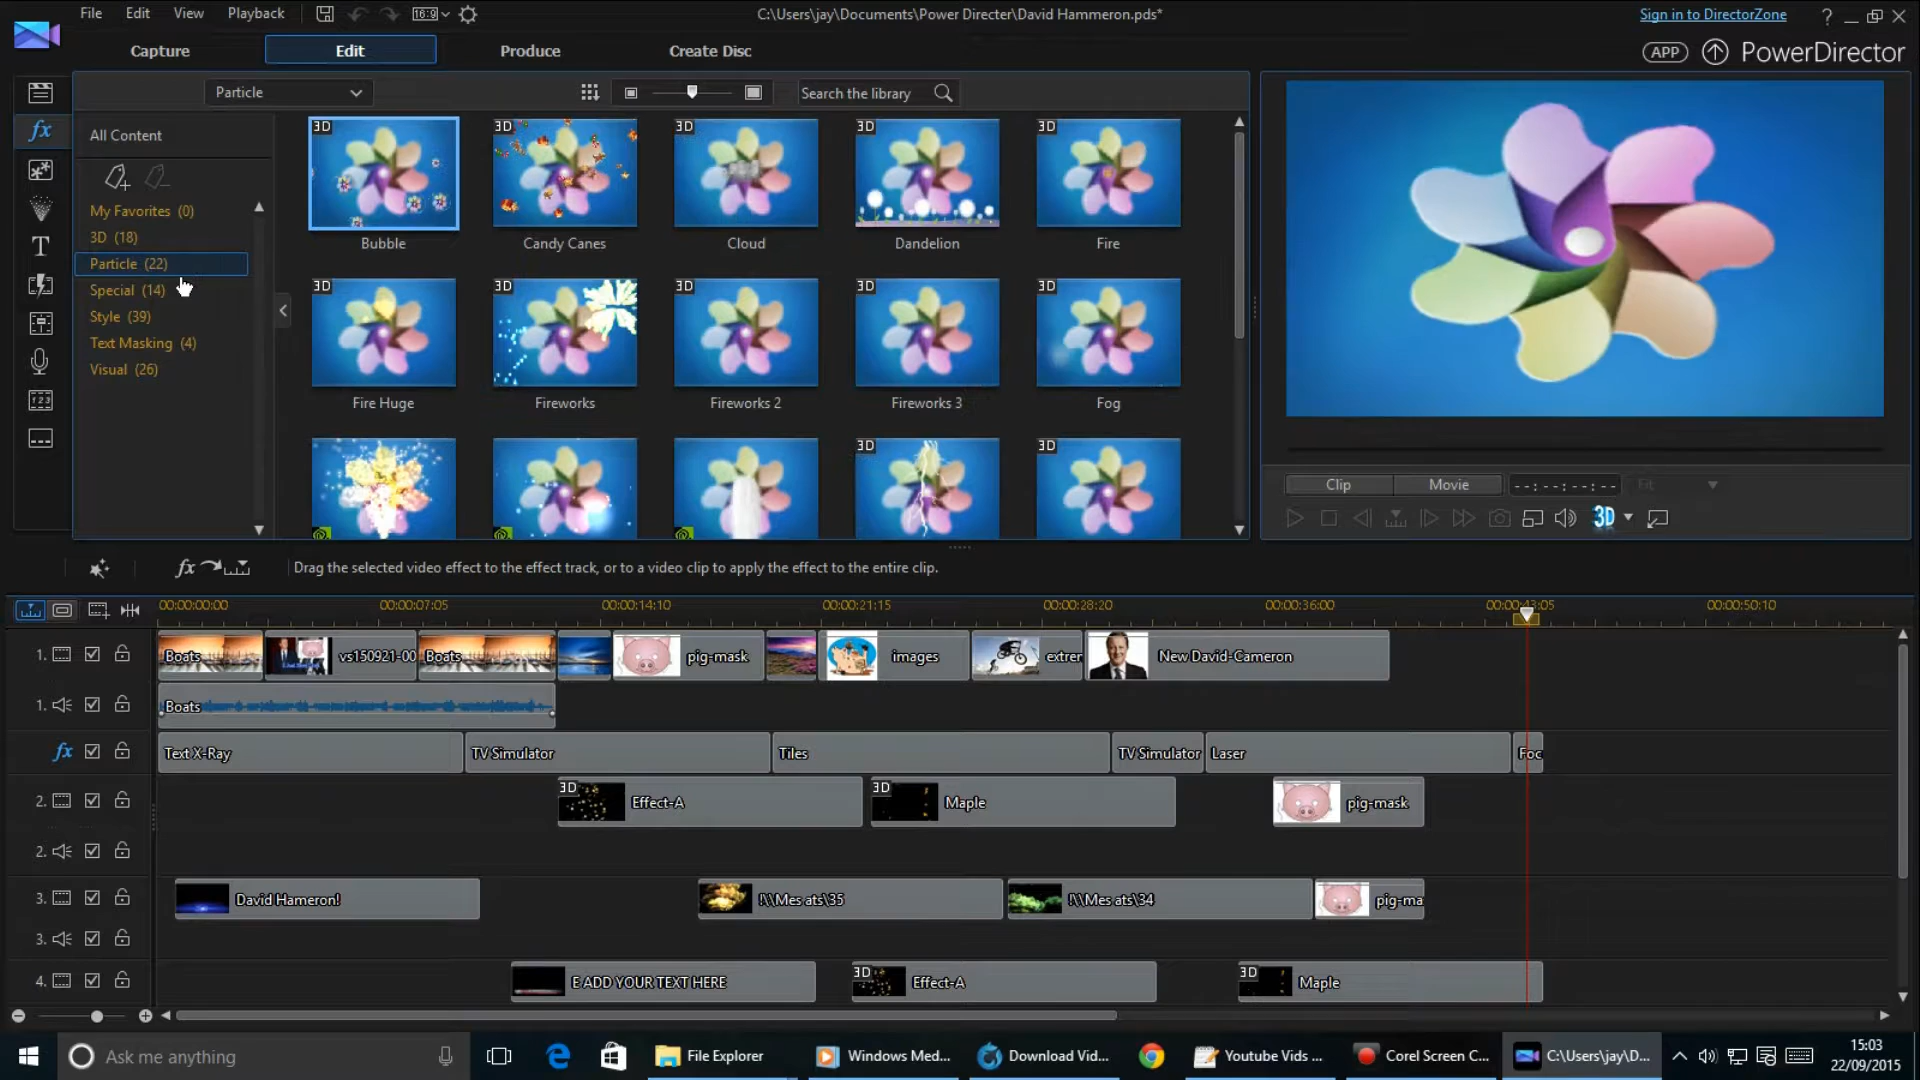 File Edit View Playback 16:9 C:\Users\jay\Documents\Power Directer\David Hammeron.pds* Sign in to DirectorZone ?
Capture Edit Produce Create Disc APP PowerDirector
Particle Search the library
fx All Content
My Favorites (0)
3D (18)
Particle (22)
Special (14)
Style (39)
Text Masking (4)
Visual (26)
T
123
3D 3D 3D 3D 3D
Bubble Candy Canes Cloud Dandelion Fire
3D 3D 3D 3D 3D
Fire Huge Fireworks Fireworks 2 Fireworks 3 Fog
3D 3D
Clip Movie --:--:--:-- Fit
3D
fx Drag the selected video effect to the effect track, or to a video clip to apply the effect to the entire clip.
00:00:00:00 00:00:07:05 00:00:14:10 00:00:21:15 00:00:28:20 00:00:36:00 00:00:43:05 00:00:50:10
1. Boats vs150921-00 Boats pig-mask images extrem New David-Cameron
1. Boats
fx Text X-Ray TV Simulator Tiles TV Simulator Laser Foc
2. 3D Effect-A 3D Maple pig-mask
2.
3. David Hameron! !\\Mes ats\35 !\\Mes ats\34 pig-ma
3.
4. E ADD YOUR TEXT HERE 3D Effect-A 3D Maple
Ask me anything File Explorer Windows Med... Download Vid... Youtube Vids ... Corel Screen C... C:\Users\jay\D... 15:03
22/09/2015